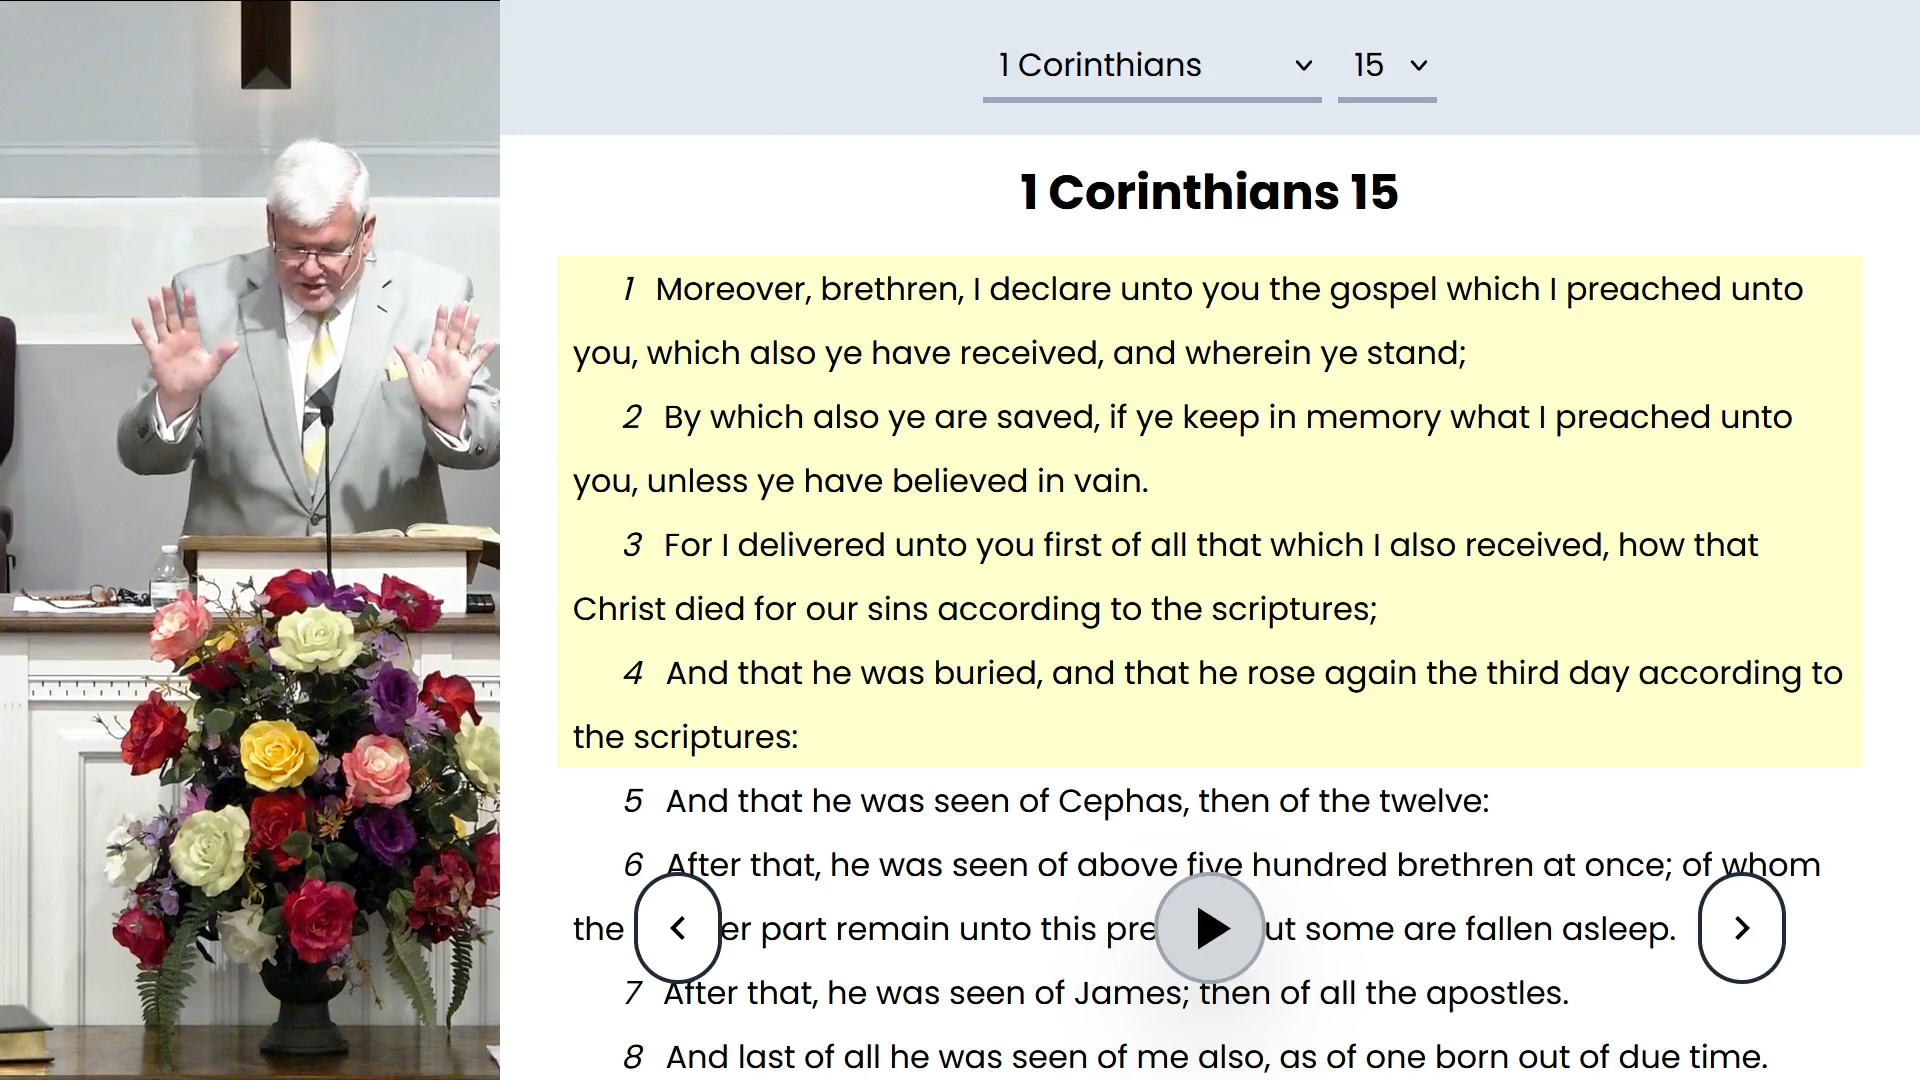 1 Corinthians 15
1 Corinthians 15
1 Moreover, brethren, I declare unto you the gospel which I preached unto
you, which also ye have received, and wherein ye stand;
2 By which also ye are saved, if ye keep in memory what I preached unto
you, unless ye have believed in vain.
3 For I delivered unto you first of all that which I also received, how that
Christ died for our sins according to the scriptures;
4 And that he was buried, and that he rose again the third day according to
the scriptures:
5 And that he was seen of Cephas, then of the twelve:
6 After that, he was seen of above five hundred brethren at once; of whom
the part remain unto this some are fallen asleep.
7 After that, he was seen of James; then of all the apostles.
8 And last of all he was seen of me also, as of one born out of due time.